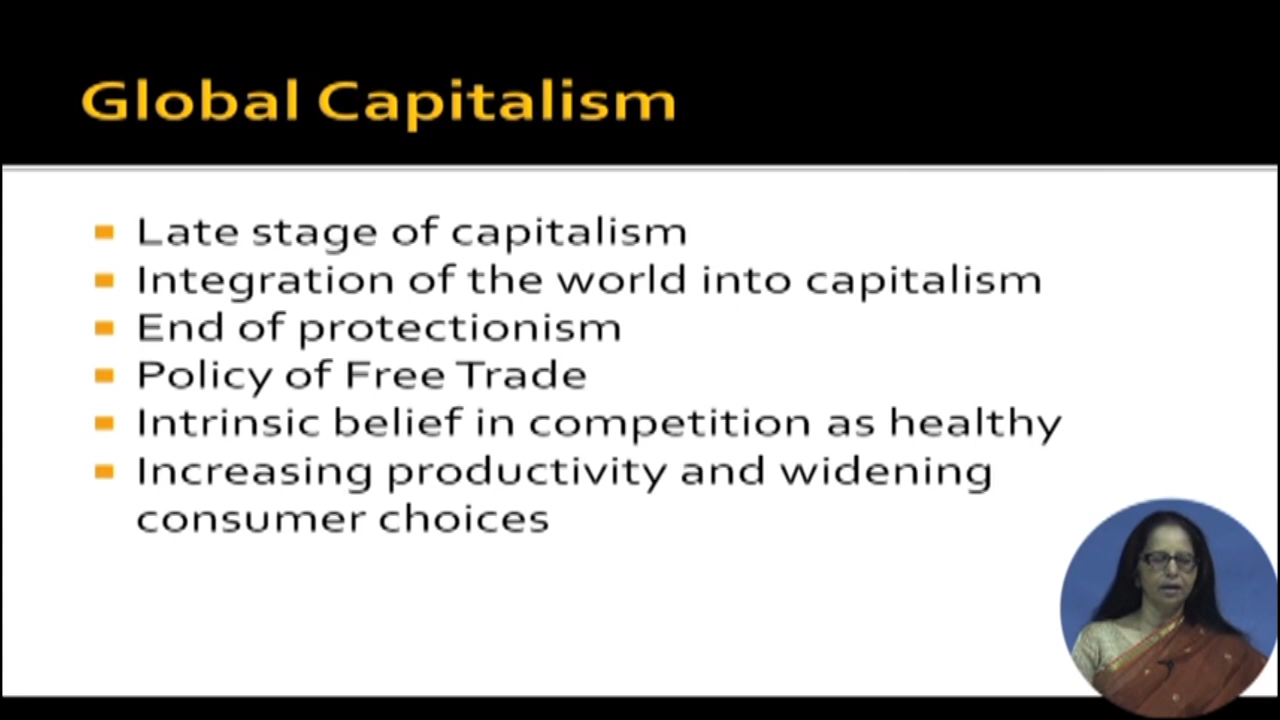 Global Capitalism
Late stage of capitalism
Integration of the world into capitalism
End of protectionism
Policy of Free Trade
Intrinsic belief in competition as healthy
Increasing productivity and widening
consumer choices